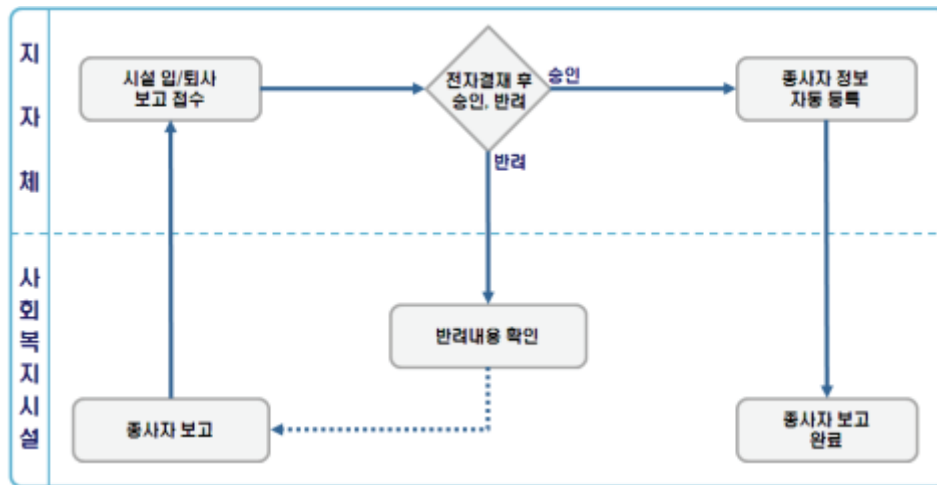 지자체
시설 입/퇴사
보고 접수
전자결재 후
승인, 반려
승인
종사자 정보
자동 등록
반려
사회복지시설
반려내용 확인
종사자 보고
종사자 보고
완료